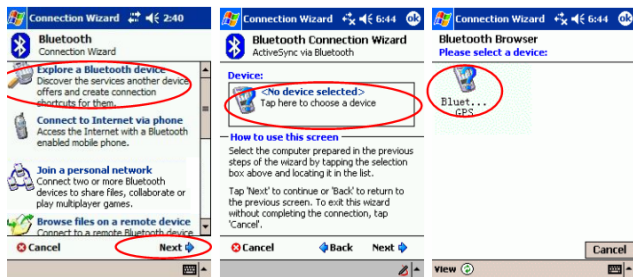 Connection Wizard 2:40
Bluetooth
Connection Wizard
Explore a Bluetooth device
Discover the services another device
offers and create connection
shortcuts for them.
Connect to Internet via phone
Access the Internet with a Bluetooth
enabled mobile phone.
Join a personal network
Connect two or more Bluetooth
devices to share files, collaborate or
play multiplayer games.
Browse files on a remote device
Connect to a remote Bluetooth device
Cancel Next
Connection Wizard 6:44 ok
Bluetooth Connection Wizard
ActiveSync via Bluetooth
Device:
<No device selected>
Tap here to choose a device
How to use this screen
Select the computer prepared in the previous
steps of the wizard by tapping the selection
box above and locating it in the list.
Tap 'Next' to continue or 'Back' to return to
the previous screen. To exit this wizard
without completing the connection, tap
'Cancel'.
Cancel Back Next
Connection Wizard 6:44 ok
Bluetooth Browser
Please select a device:
Bluet...
GPS
Cancel
View